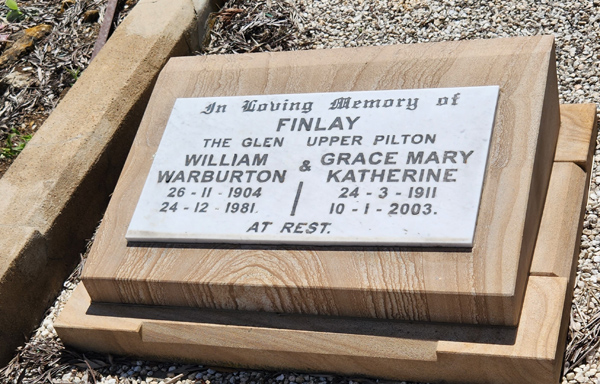 In Loving Memory of
FINLAY
THE GLEN UPPER PILTON
WILLIAM & GRACE MARY
WARBURTON KATHERINE
26 - 11 - 1904 24 - 3 - 1911
24 - 12 - 1981. 10 - 1 - 2003.
AT REST.